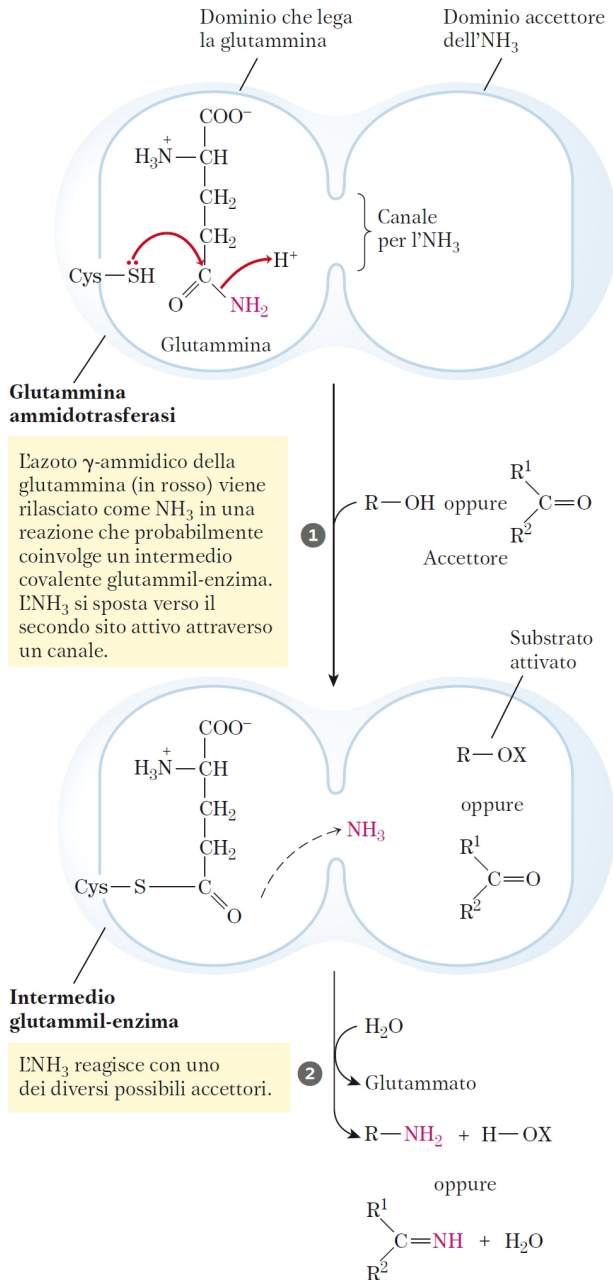 Dominio che lega
la glutammina
Dominio accettore
dell'NH₃
COO⁻
H₃N⁺—CH
CH₂
CH₂
Cys—SH
C
O
NH₂
H⁺
Glutammina
Canale
per l'NH₃
Glutammina
ammidotrasferasi
L'azoto γ-ammidico della
glutammina (in rosso) viene
rilasciato come NH₃ in una
reazione che probabilmente
coinvolge un intermedio
covalente glutammil-enzima.
L'NH₃ si sposta verso il
secondo sito attivo attraverso
un canale.
1
R—OH oppure
R¹
C=O
R²
Accettore
Substrato
attivato
COO⁻
H₃N⁺—CH
CH₂
CH₂
Cys—S—C
O
NH₃
R—OX
oppure
R¹
C=O
R²
Intermedio
glutammil-enzima
L'NH₃ reagisce con uno
dei diversi possibili accettori.
2
H₂O
Glutammato
R—NH₂ + H—OX
oppure
R¹
C=NH + H₂O
R²